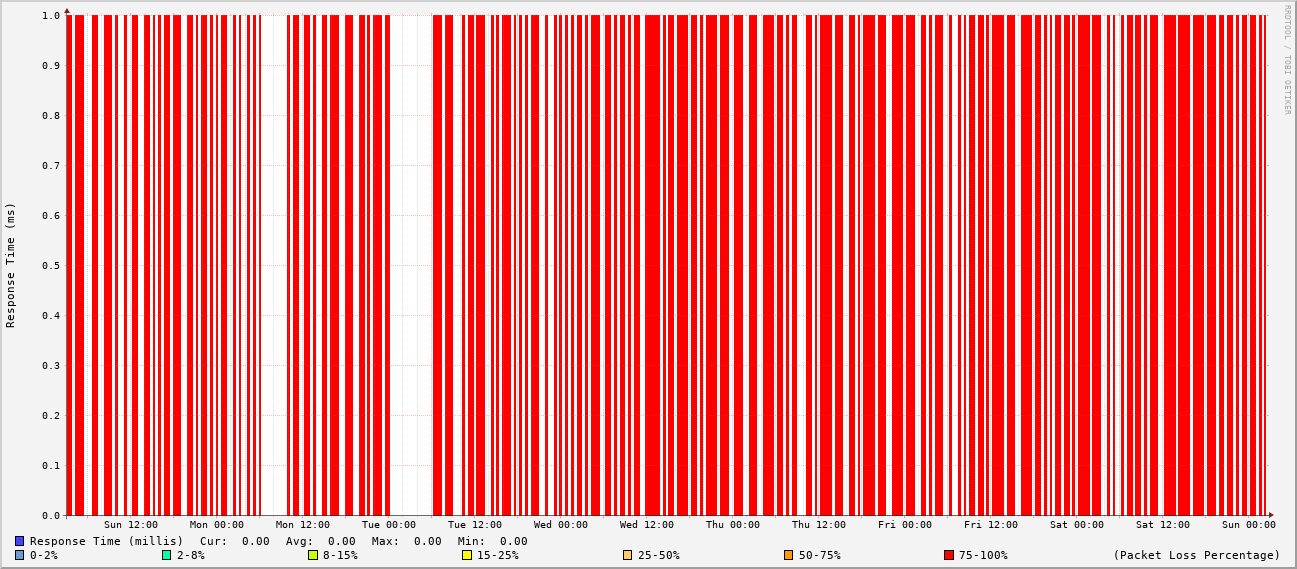 1.0
0.9
0.8
0.7
0.6
0.5
0.4
0.3
0.2
0.1
0.0
Response Time (ms)
RRDTOOL / TOBI OETIKER
Sun 12:00 Mon 00:00 Mon 12:00 Tue 00:00 Tue 12:00 Wed 00:00 Wed 12:00 Thu 00:00 Thu 12:00 Fri 00:00 Fri 12:00 Sat 00:00 Sat 12:00 Sun 00:00
Response Time (millis) Cur: 0.00 Avg: 0.00 Max: 0.00 Min: 0.00
0-2% 2-8% 8-15% 15-25% 25-50% 50-75% 75-100% (Packet Loss Percentage)